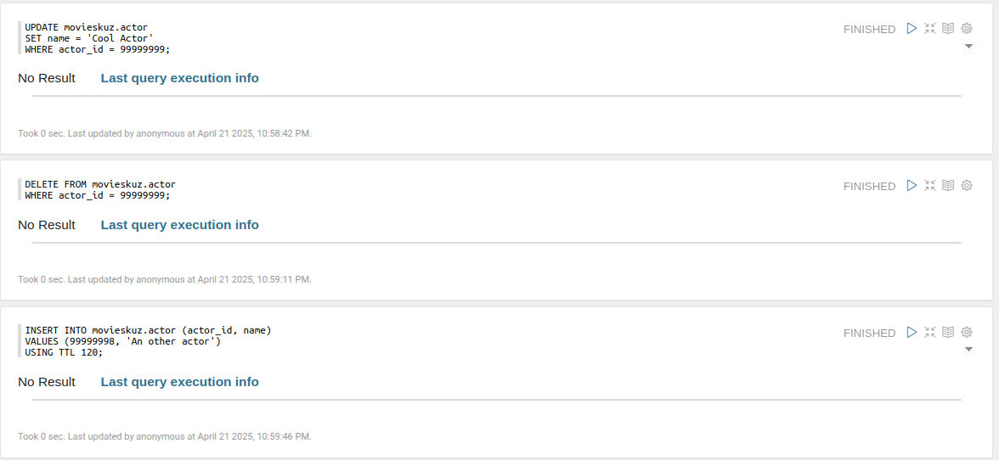 UPDATE movieskuz.actor
FINISHED
SET name = 'Cool Actor'
WHERE actor_id = 99999999;
No Result Last query execution info
Took 0 sec. Last updated by anonymous at April 21 2025, 10:58:42 PM.
DELETE FROM movieskuz.actor
FINISHED
WHERE actor_id = 99999999;
No Result Last query execution info
Took 0 sec. Last updated by anonymous at April 21 2025, 10:59:11 PM.
INSERT INTO movieskuz.actor (actor_id, name)
FINISHED
VALUES (99999998, 'An other actor')
USING TTL 120;
No Result Last query execution info
Took 0 sec. Last updated by anonymous at April 21 2025, 10:59:46 PM.